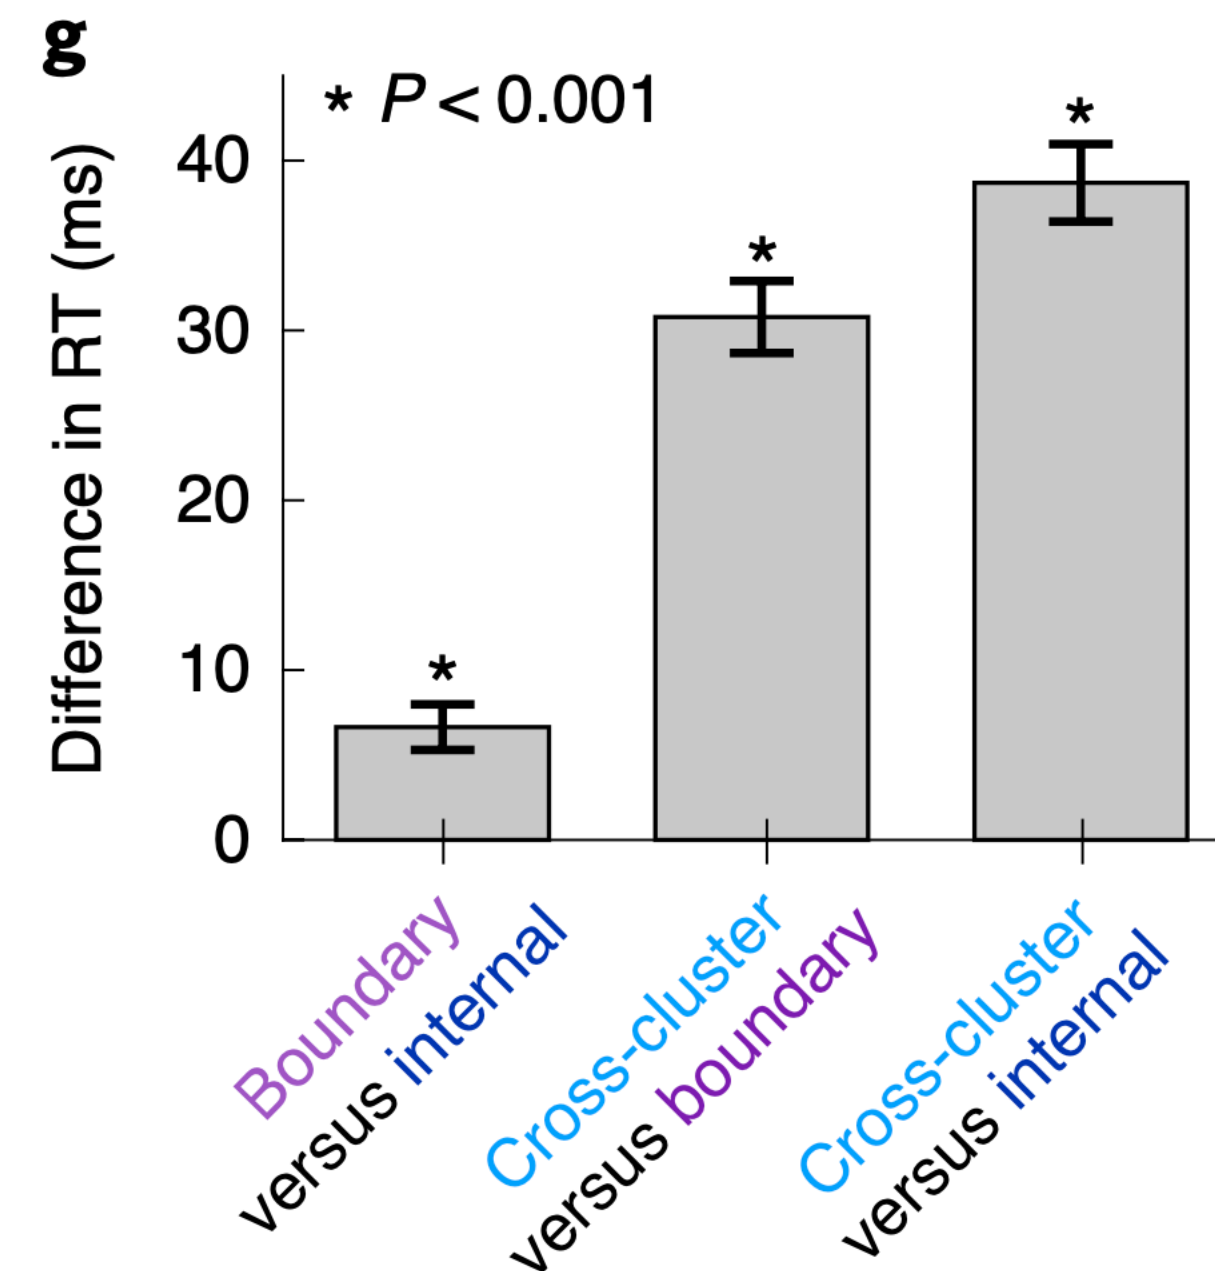 g
* P < 0.001
Difference in RT (ms)
40
30
20
10
0
*
*
*
Boundary
versus internal
Cross-cluster
versus boundary
Cross-cluster
versus internal